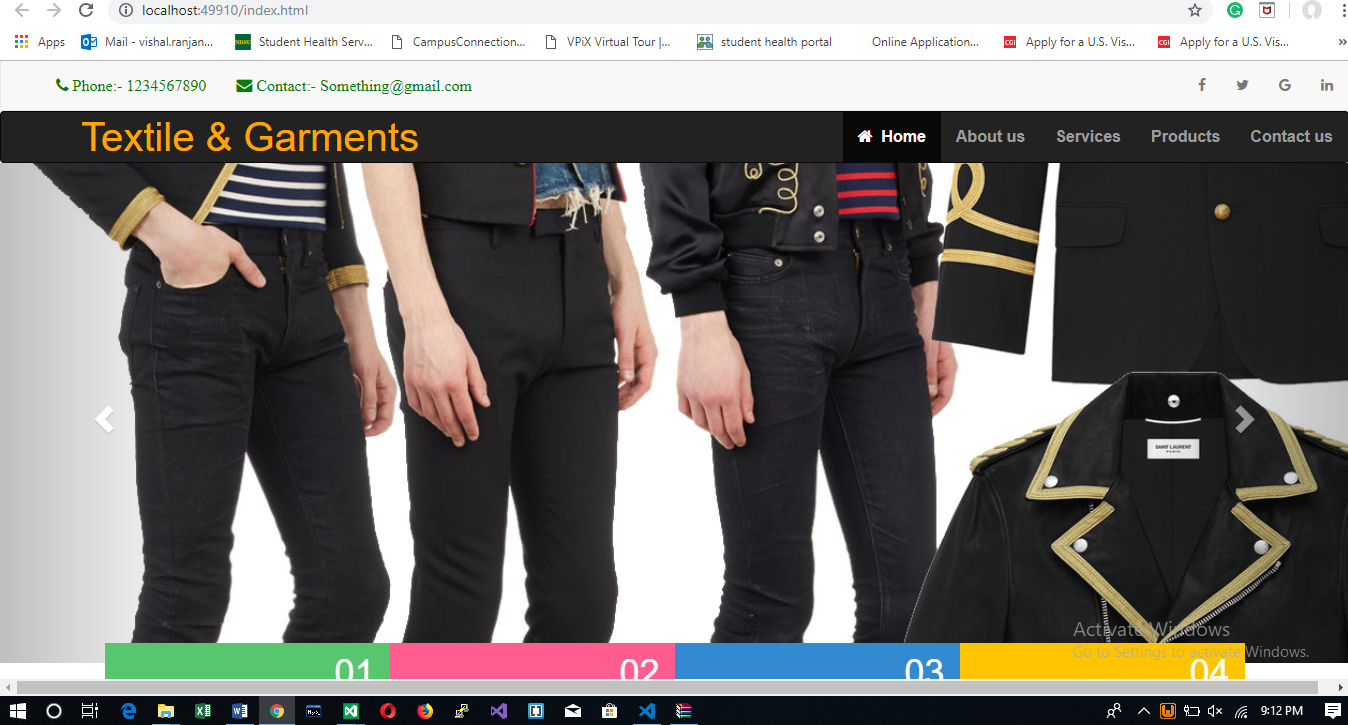 localhost:49910/index.html
Apps Mail - vishal.ranjan... Student Health Serv... CampusConnection... VPiX Virtual Tour |... student health portal Online Application... CGI Apply for a U.S. Vis... CGI Apply for a U.S. Vis... »
Phone:- 1234567890 Contact:- Something@gmail.com
Textile & Garments Home About us Services Products Contact us
SAINT LAURENT
PARIS
Activate Windows
Go to Settings to activate Windows.
01 02 03 04
9:12 PM